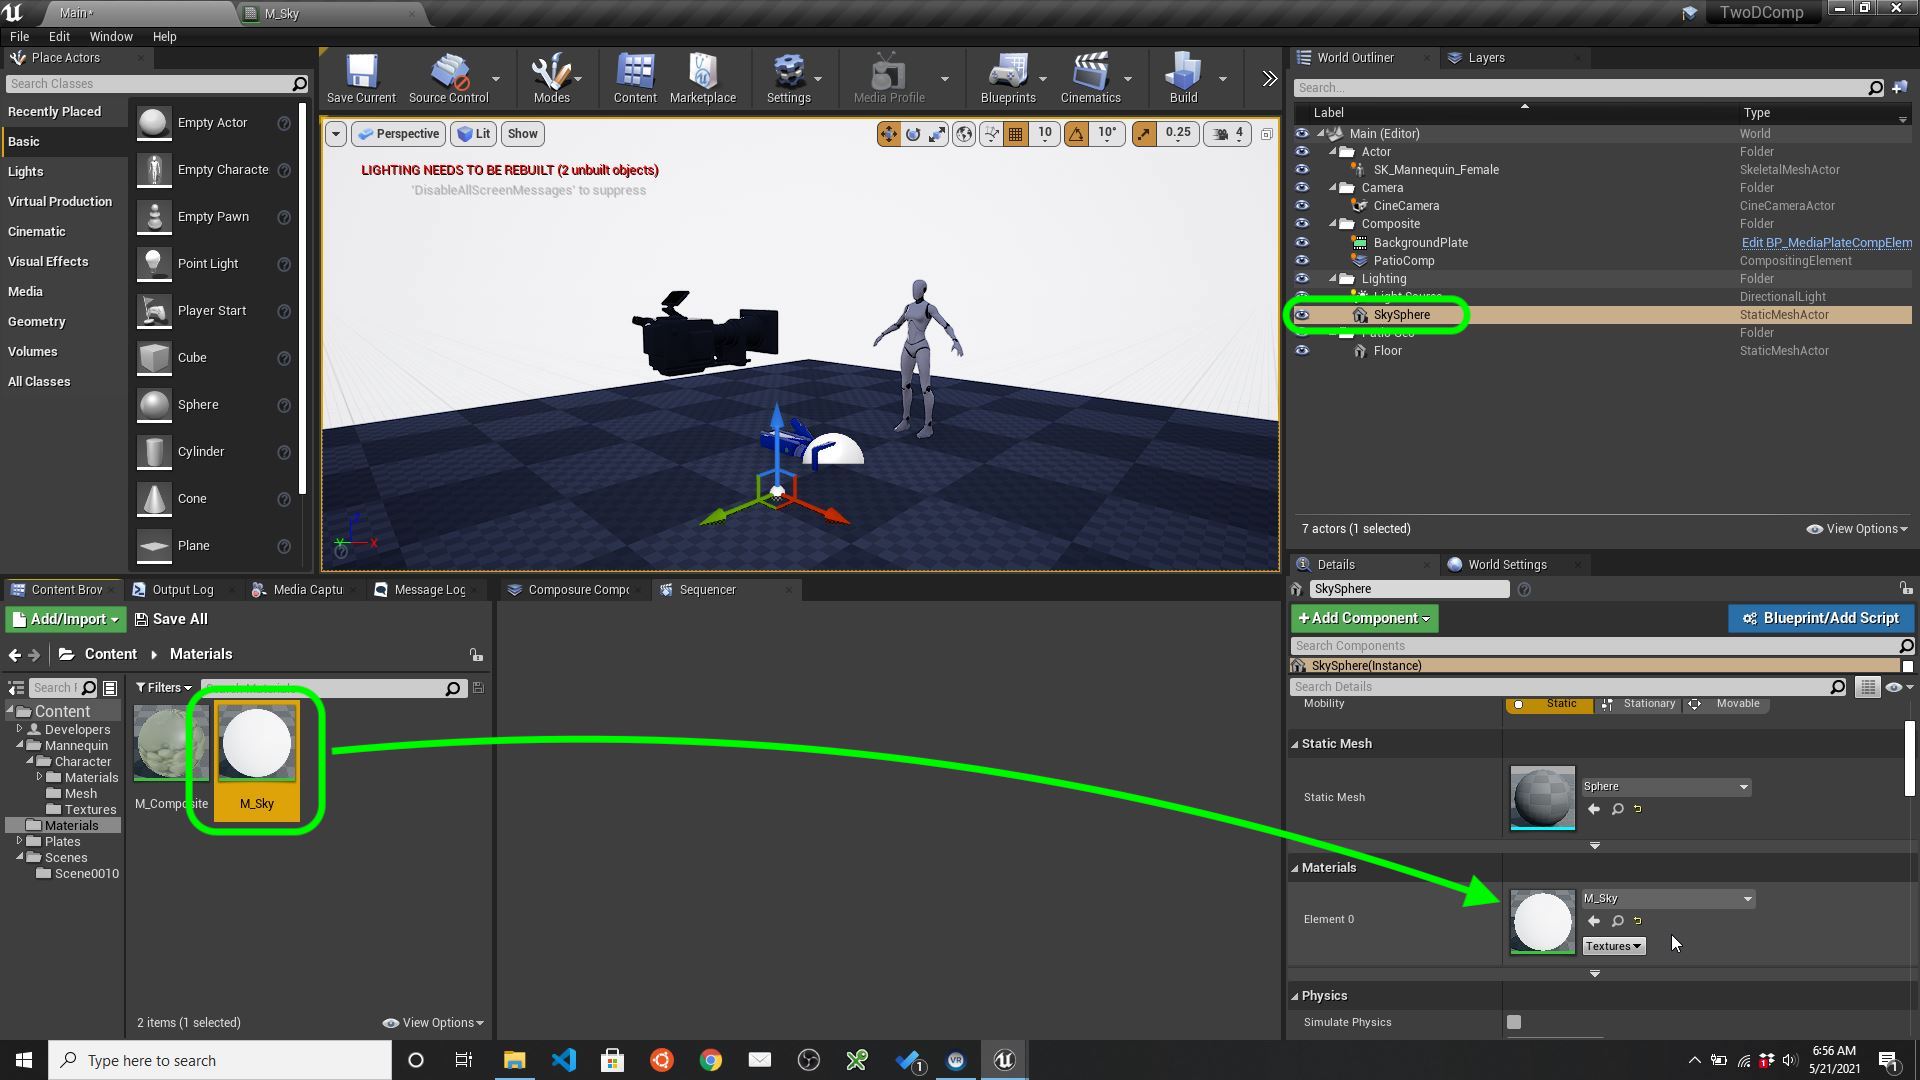 Main*
M_Sky
TwoDComp
File Edit Window Help
Place Actors
Search Classes
Recently Placed
Basic
Lights
Virtual Production
Cinematic
Visual Effects
Media
Geometry
Volumes
All Classes
Empty Actor
Empty Characte
Empty Pawn
Point Light
Player Start
Cube
Sphere
Cylinder
Cone
Plane
Save Current
Source Control
Modes
Content
Marketplace
Settings
Media Profile
Blueprints
Cinematics
Build
Perspective
Lit
Show
10
10°
0.25
4
LIGHTING NEEDS TO BE REBUILT (2 unbuilt objects)
'DisableAllScreenMessages' to suppress
X
World Outliner
Layers
Search...
Label Type
Main (Editor) World
Actor Folder
SK_Mannequin_Female SkeletalMeshActor
Camera Folder
CineCamera CineCameraActor
Composite Folder
BackgroundPlate Edit BP_MediaPlateCompElem
PatioComp CompositingElement
Lighting Folder
Light Source DirectionalLight
SkySphere StaticMeshActor
Folder
Floor StaticMeshActor
7 actors (1 selected)
View Options
Content Brov
Output Log
Media Captu
Message Log
Add/Import
Save All
Content
Materials
Search F
Filters
Content
Developers
Mannequin
Character
Materials
Mesh
Textures
Materials
Plates
Scenes
Scene0010
M_Composite
M_Sky
2 items (1 selected)
View Options
Composure Compo
Sequencer
Details
World Settings
SkySphere
+Add Component
Blueprint/Add Script
Search Components
SkySphere(Instance)
Search Details
Mobility
Static
Stationary
Movable
Static Mesh
Static Mesh
Sphere
Materials
Element 0
M_Sky
Textures
Physics
Simulate Physics
Type here to search
6:56 AM
5/21/2021